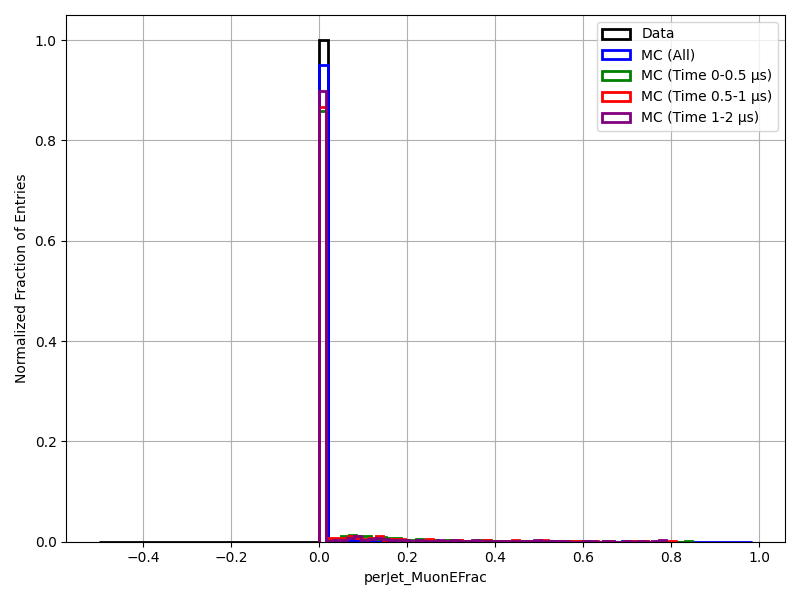 Data
MC (All)
MC (Time 0-0.5 μs)
MC (Time 0.5-1 μs)
MC (Time 1-2 μs)
1.0
0.8
0.6
0.4
0.2
0.0
Normalized Fraction of Entries
−0.4 −0.2 0.0 0.2 0.4 0.6 0.8 1.0
perJet_MuonEFrac